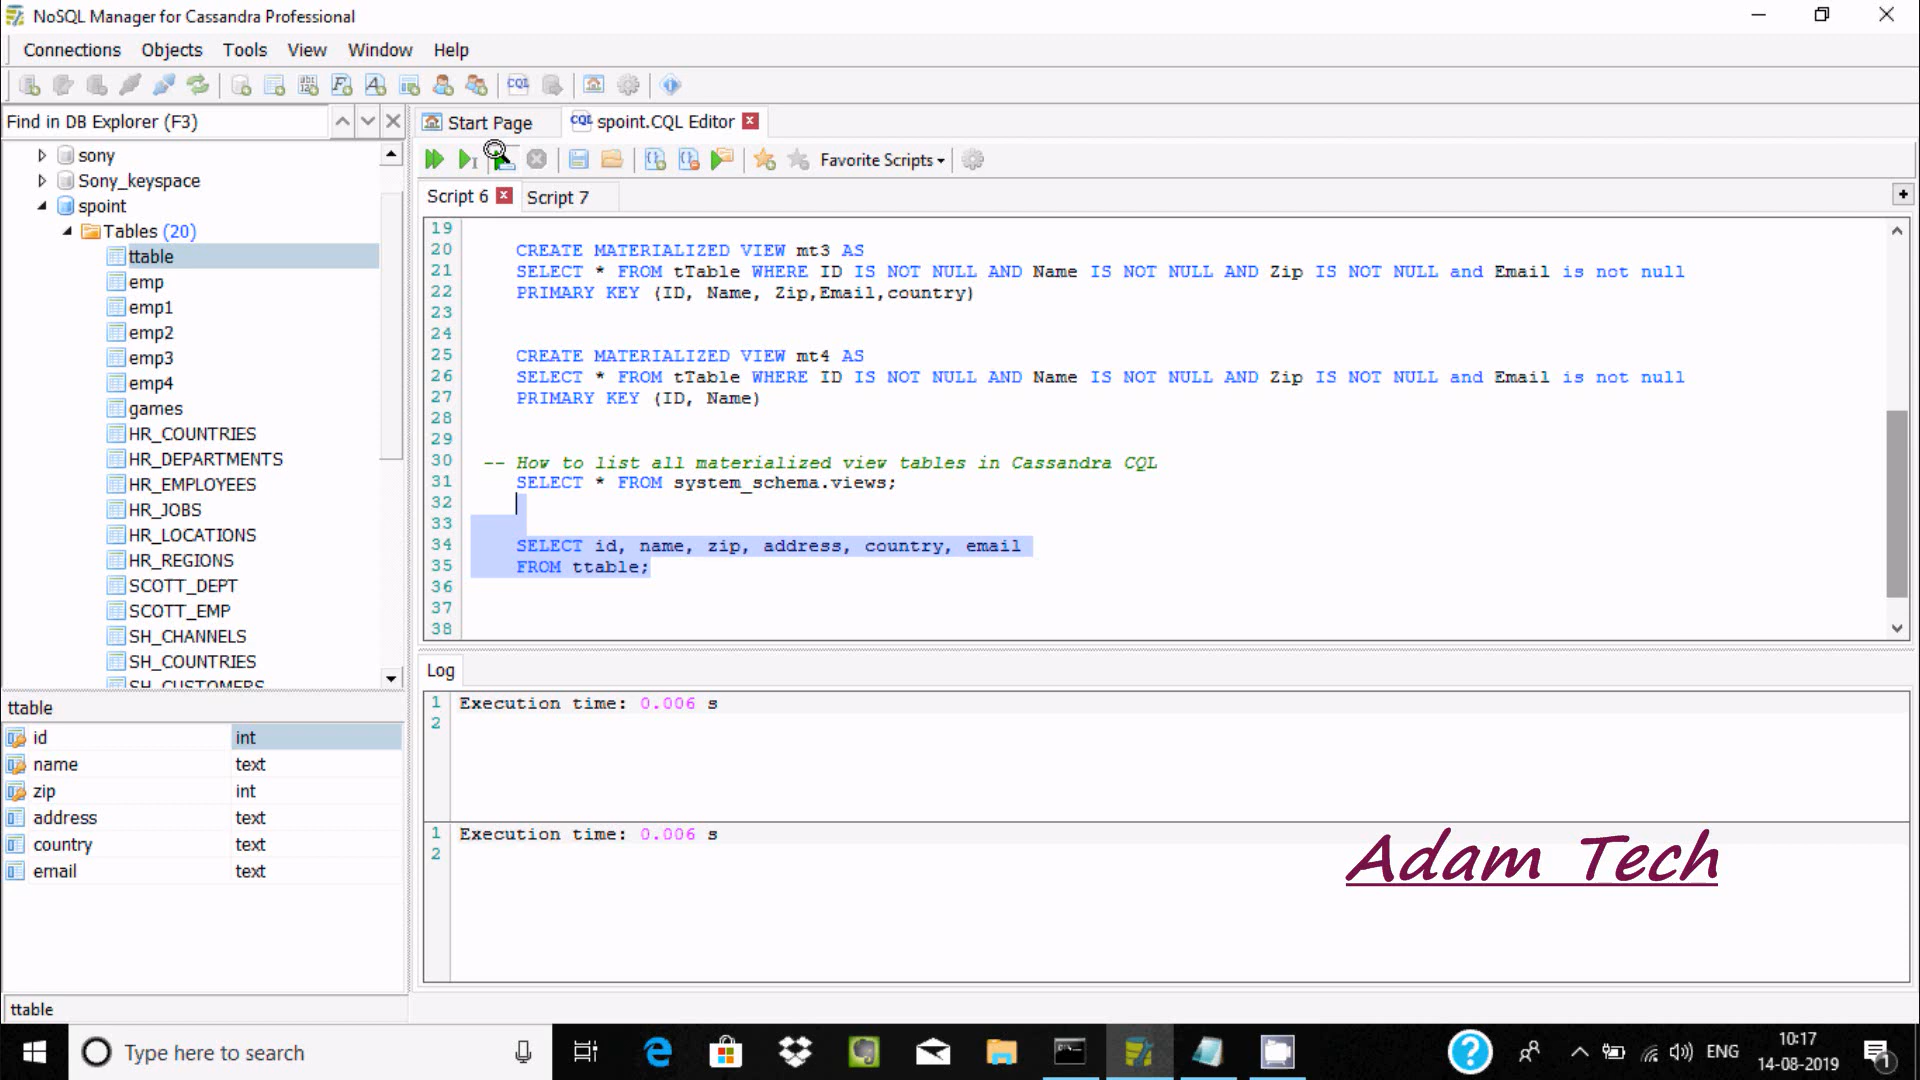 NoSQL Manager for Cassandra Professional
Connections Objects Tools View Window Help
Find in DB Explorer (F3)
Start Page
spoint.CQL Editor
Favorite Scripts
Script 6
Script 7
sony
Sony_keyspace
spoint
Tables (20)
ttable
emp
emp1
emp2
emp3
emp4
games
HR_COUNTRIES
HR_DEPARTMENTS
HR_EMPLOYEES
HR_JOBS
HR_LOCATIONS
HR_REGIONS
SCOTT_DEPT
SCOTT_EMP
SH_CHANNELS
SH_COUNTRIES
SH_CUSTOMERS
ttable
id int
name text
zip int
address text
country text
email text
ttable
19
20 CREATE MATERIALIZED VIEW mt3 AS
21 SELECT * FROM tTable WHERE ID IS NOT NULL AND Name IS NOT NULL AND Zip IS NOT NULL and Email is not null
22 PRIMARY KEY (ID, Name, Zip,Email,country)
23
24
25 CREATE MATERIALIZED VIEW mt4 AS
26 SELECT * FROM tTable WHERE ID IS NOT NULL AND Name IS NOT NULL AND Zip IS NOT NULL and Email is not null
27 PRIMARY KEY (ID, Name)
28
29
30 -- How to list all materialized view tables in Cassandra CQL
31 SELECT * FROM system_schema.views;
32
33
34 SELECT id, name, zip, address, country, email
35 FROM ttable;
36
37
38
Log
1 Execution time: 0.006 s
2
1 Execution time: 0.006 s
2
Adam Tech
Type here to search
ENG
10:17
14-08-2019
1